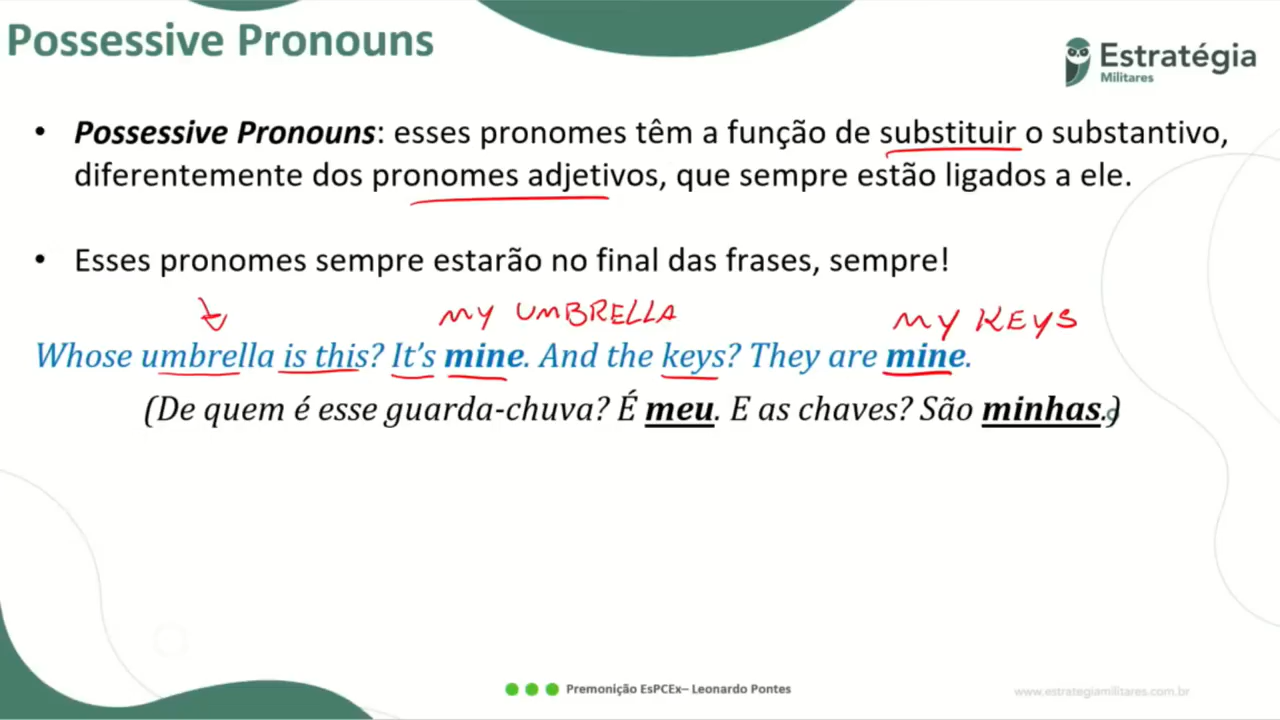 Possessive Pronouns
Estratégia
Militares
• Possessive Pronouns: esses pronomes têm a função de substituir o substantivo,
diferentemente dos pronomes adjetivos, que sempre estão ligados a ele.
• Esses pronomes sempre estarão no final das frases, sempre!
MY UMBRELLA MY KEYS
Whose umbrella is this? It's mine. And the keys? They are mine.
(De quem é esse guarda-chuva? É meu. E as chaves? São minhas.)
Premonição EsPCEx– Leonardo Pontes
www.estrategiamilitares.com.br